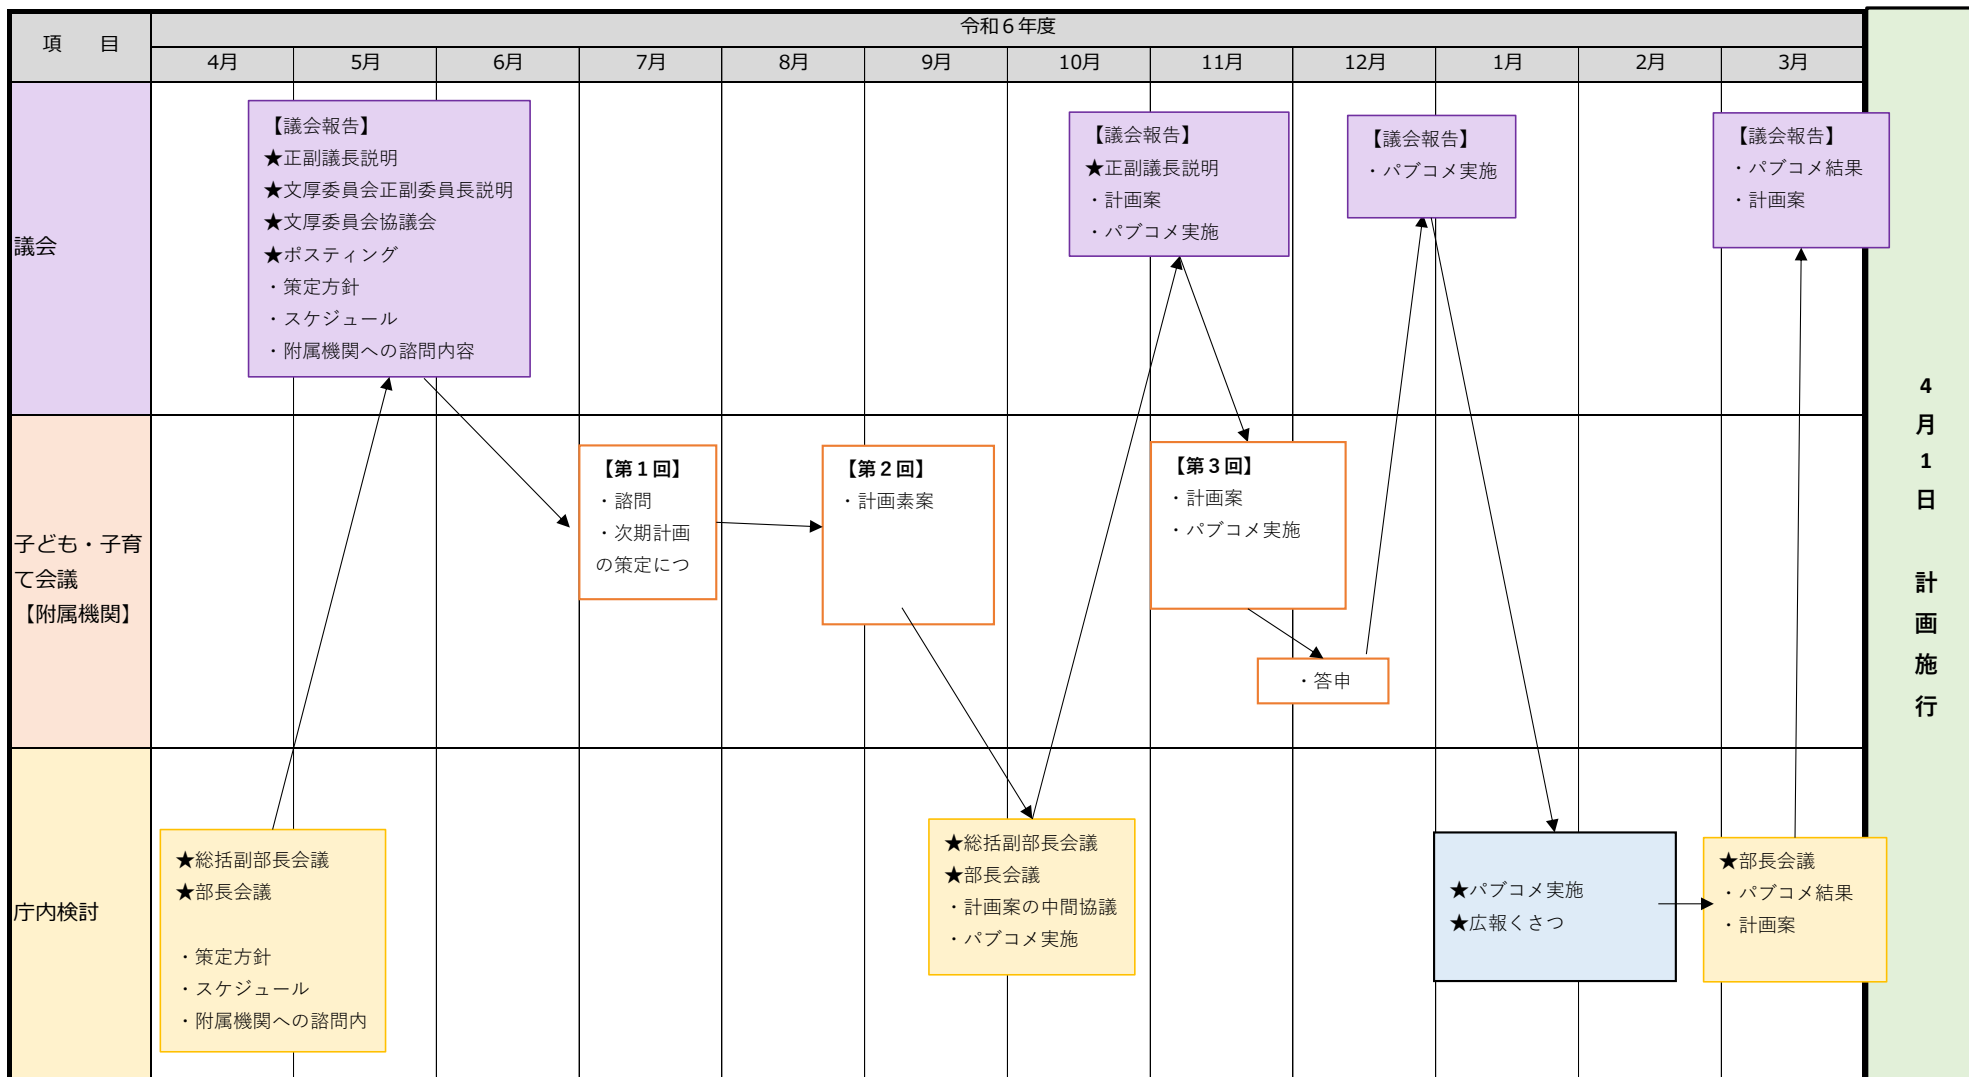 項　目
令和６年度
4月
5月
6月
7月
8月
9月
10月
11月
12月
1月
2月
3月
議会
【議会報告】
★正副議長説明
★文厚委員会正副委員長説明
★文厚委員会協議会
★ポスティング
・策定方針
・スケジュール
・附属機関への諮問内容
【議会報告】
★正副議長説明
・計画案
・パブコメ実施
【議会報告】
・パブコメ実施
【議会報告】
・パブコメ結果
・計画案
子ども・子育
て会議
【附属機関】
【第１回】
・諮問
・次期計画
の策定につ
【第２回】
・計画素案
【第３回】
・計画案
・パブコメ実施
・答申
庁内検討
★総括副部長会議
★部長会議
・策定方針
・スケジュール
・附属機関への諮問内
★総括副部長会議
★部長会議
・計画案の中間協議
・パブコメ実施
★パブコメ実施
★広報くさつ
★部長会議
・パブコメ結果
・計画案
4月1日　計画施行